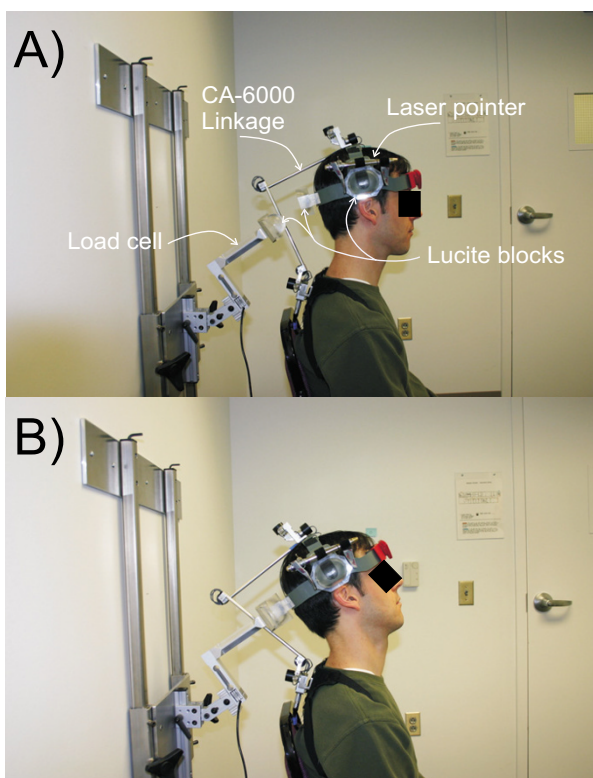 A)
CA-6000
Linkage
Laser pointer
Load cell
Lucite blocks
B)